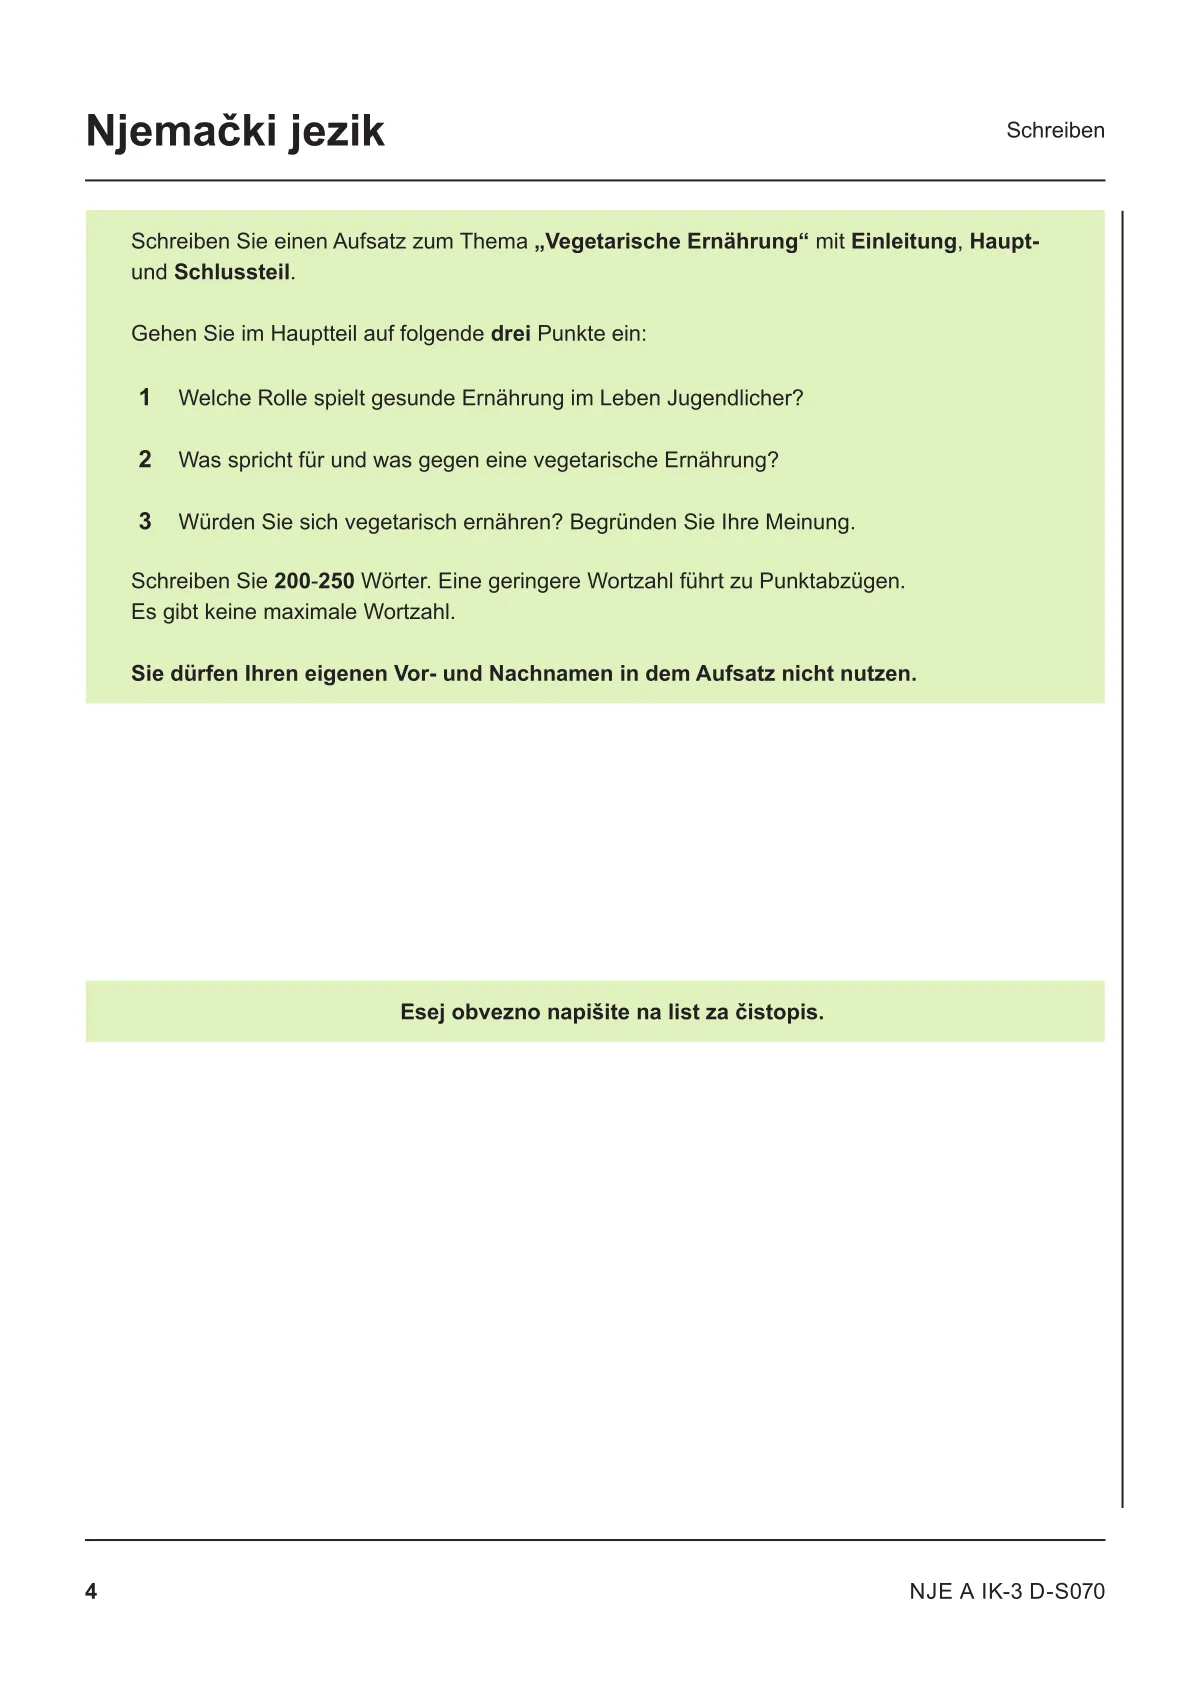 Njemački jezik
Schreiben
Schreiben Sie einen Aufsatz zum Thema „Vegetarische Ernährung“ mit Einleitung, Haupt-
und Schlussteil.
Gehen Sie im Hauptteil auf folgende drei Punkte ein:
1 Welche Rolle spielt gesunde Ernährung im Leben Jugendlicher?
2 Was spricht für und was gegen eine vegetarische Ernährung?
3 Würden Sie sich vegetarisch ernähren? Begründen Sie Ihre Meinung.
Schreiben Sie 200-250 Wörter. Eine geringere Wortzahl führt zu Punktabzügen.
Es gibt keine maximale Wortzahl.
Sie dürfen Ihren eigenen Vor- und Nachnamen in dem Aufsatz nicht nutzen.
Esej obvezno napišite na list za čistopis.
4
NJE A IK-3 D-S070